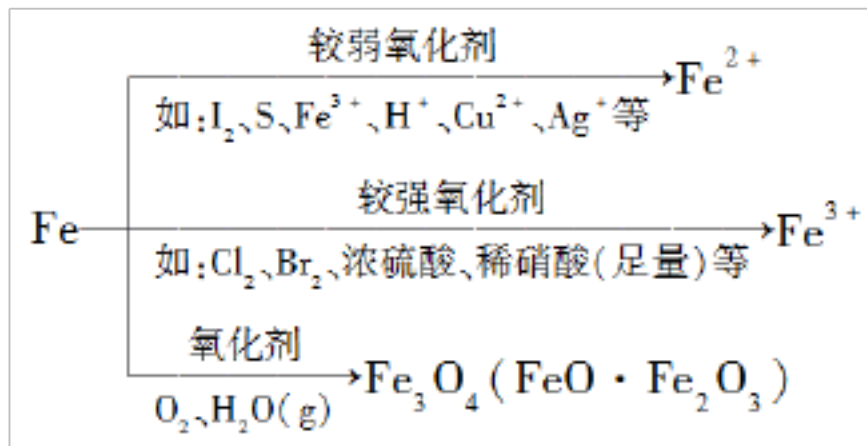 较弱氧化剂
Fe²⁺
如:I₂、S、Fe³⁺、H⁺、Cu²⁺、Ag⁺等
较强氧化剂
Fe
Fe³⁺
如:Cl₂、Br₂、浓硫酸、稀硝酸(足量)等
氧化剂
Fe₃O₄(FeO·Fe₂O₃)
O₂、H₂O(g)